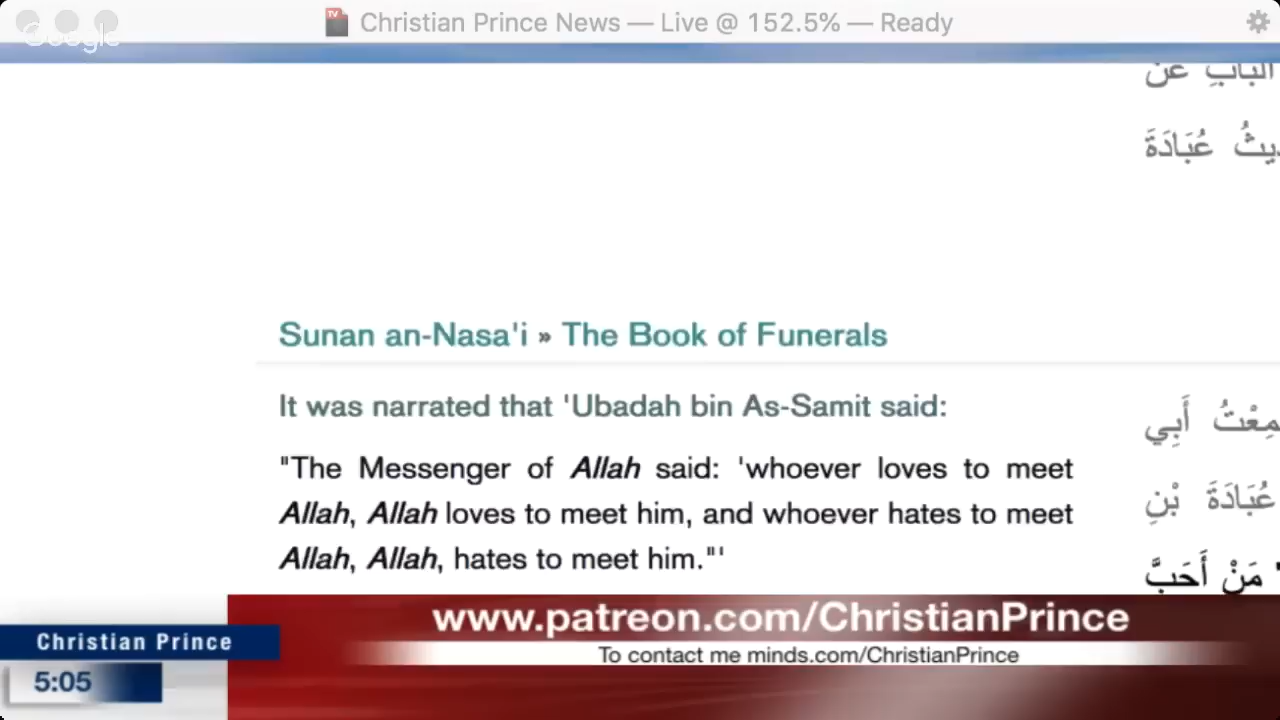 Christian Prince News — Live @ 152.5% — Ready
Google
الباب عن
عُبَادَةَ
Sunan an-Nasa'i » The Book of Funerals
It was narrated that 'Ubadah bin As-Samit said:
"The Messenger of Allah said: 'whoever loves to meet
Allah, Allah loves to meet him, and whoever hates to meet
Allah, Allah, hates to meet him."'
أَبِي
عُبَادَةَ بْنِ
مَنْ أَحَبَّ
www.patreon.com/ChristianPrince
To contact me minds.com/ChristianPrince
Christian Prince
5:05